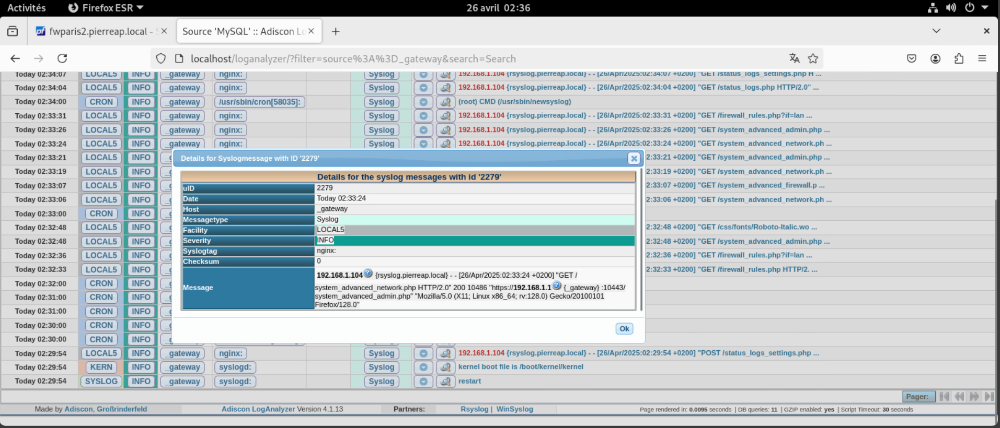 Activités Firefox ESR 26 avril 02:36
fwparis2.pierreap.local - S Source 'MySQL' :: Adiscon Lo
localhost/loganalyzer/?filter=source%3A%3D_gateway&search=Search
Today 02:34:07 LOCAL5 INFO _gateway nginx: Syslog 192.168.1.104 {rsyslog.pierreap.local} - - [26/Apr/2025:02:34:07 +0200] "GET /status_logs_settings.php H ...
Today 02:34:04 LOCAL5 INFO _gateway nginx: Syslog 192.168.1.104 {rsyslog.pierreap.local} - - [26/Apr/2025:02:34:04 +0200] "GET /status_logs.php HTTP/2.0" ...
Today 02:34:00 CRON INFO _gateway /usr/sbin/cron[58035]: Syslog (root) CMD (/usr/sbin/newsyslog)
Today 02:33:31 LOCAL5 INFO _gateway nginx: Syslog 192.168.1.104 {rsyslog.pierreap.local} - - [26/Apr/2025:02:33:31 +0200] "GET /firewall_rules.php?if=lan ...
Today 02:33:26 LOCAL5 INFO _gateway nginx: Syslog 192.168.1.104 {rsyslog.pierreap.local} - - [26/Apr/2025:02:33:26 +0200] "GET /system_advanced_admin.php ...
Today 02:33:24 LOCAL5 INFO _gateway nginx: Syslog 192.168.1.104 {rsyslog.pierreap.local} - - [26/Apr/2025:02:33:24 +0200] "GET /system_advanced_network.ph ...
Today 02:33:21 LOCAL5 INFO 2:33:21 +0200] "GET /system_advanced_admin.php ...
Today 02:33:19 LOCAL5 INFO 2:33:19 +0200] "GET /system_advanced_network.ph ...
Today 02:33:07 LOCAL5 INFO 2:33:07 +0200] "GET /system_advanced_firewall.p ...
Today 02:33:06 LOCAL5 INFO 2:33:06 +0200] "GET /system_advanced_network.ph ...
Today 02:33:00 CRON INFO
Today 02:32:48 LOCAL5 INFO 2:32:48 +0200] "GET /css/fonts/Roboto-Italic.wo ...
Today 02:32:48 LOCAL5 INFO 2:32:48 +0200] "GET /system_advanced_admin.php ...
Today 02:32:36 LOCAL5 INFO 2:32:36 +0200] "GET /firewall_rules.php?if=lan ...
Today 02:32:33 LOCAL5 INFO 2:32:33 +0200] "GET /firewall_rules.php HTTP/2. ...
Today 02:32:00 CRON INFO
Today 02:31:00 CRON INFO
Today 02:31:00 CRON INFO
Today 02:30:00 CRON INFO
Today 02:30:00 CRON INFO
Today 02:29:54 LOCAL5 INFO _gateway nginx: Syslog 192.168.1.104 {rsyslog.pierreap.local} - - [26/Apr/2025:02:29:54 +0200] "POST /status_logs_settings.php ...
Today 02:29:54 KERN INFO _gateway syslogd: Syslog kernel boot file is /boot/kernel/kernel
Today 02:29:54 SYSLOG INFO _gateway syslogd: Syslog restart
Details for Syslogmessage with ID '2279'
Details for the syslog messages with id '2279'
uID 2279
Date Today 02:33:24
Host _gateway
Messagetype Syslog
Facility LOCAL5
Severity INFO
Syslogtag nginx:
Checksum 0
Message 192.168.1.104 {rsyslog.pierreap.local} - - [26/Apr/2025:02:33:24 +0200] "GET /
system_advanced_network.php HTTP/2.0" 200 10486 "https://192.168.1.1 {_gateway} :10443/
system_advanced_admin.php" "Mozilla/5.0 (X11; Linux x86_64; rv:128.0) Gecko/20100101
Firefox/128.0"
Ok
Pager:
Made by Adiscon, Großrinderfeld Adiscon LogAnalyzer Version 4.1.13 Partners: Rsyslog | WinSyslog Page rendered in: 0.0095 seconds | DB queries: 11 | GZIP enabled: yes | Script Timeout: 30 seconds